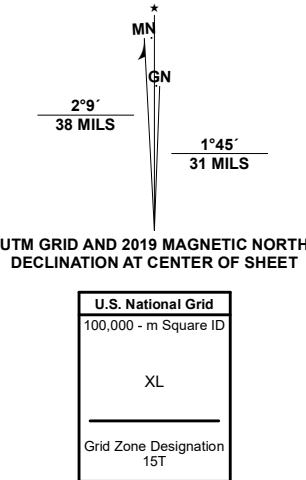 ★
MN
GN
2°9´
38 MILS
1°45´
31 MILS
UTM GRID AND 2019 MAGNETIC NORTH
DECLINATION AT CENTER OF SHEET
U.S. National Grid
100,000 - m Square ID
XL
Grid Zone Designation
15T